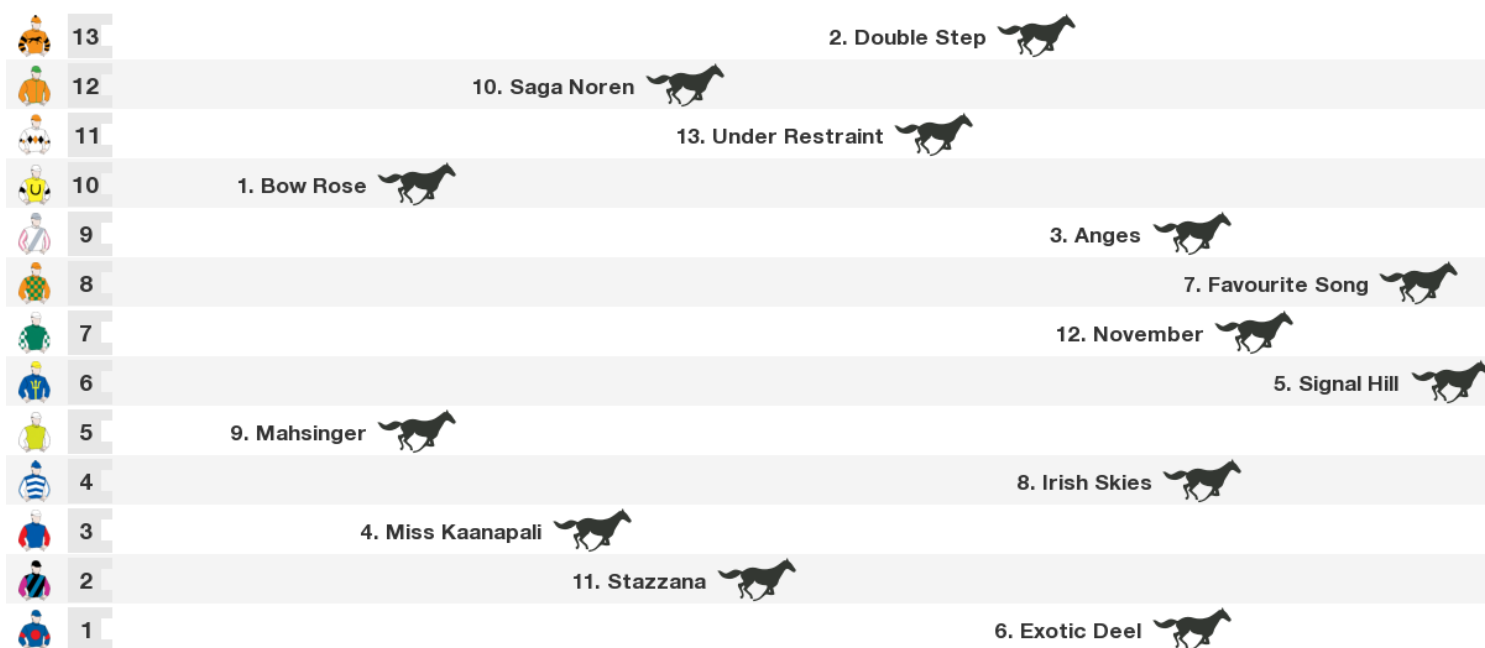 13 2. Double Step
12 10. Saga Noren
11 13. Under Restraint
10 1. Bow Rose
9 3. Anges
8 7. Favourite Song
7 12. November
6 5. Signal Hill
5 9. Mahsinger
4 8. Irish Skies
3 4. Miss Kaanapali
2 11. Stazzana
1 6. Exotic Deel